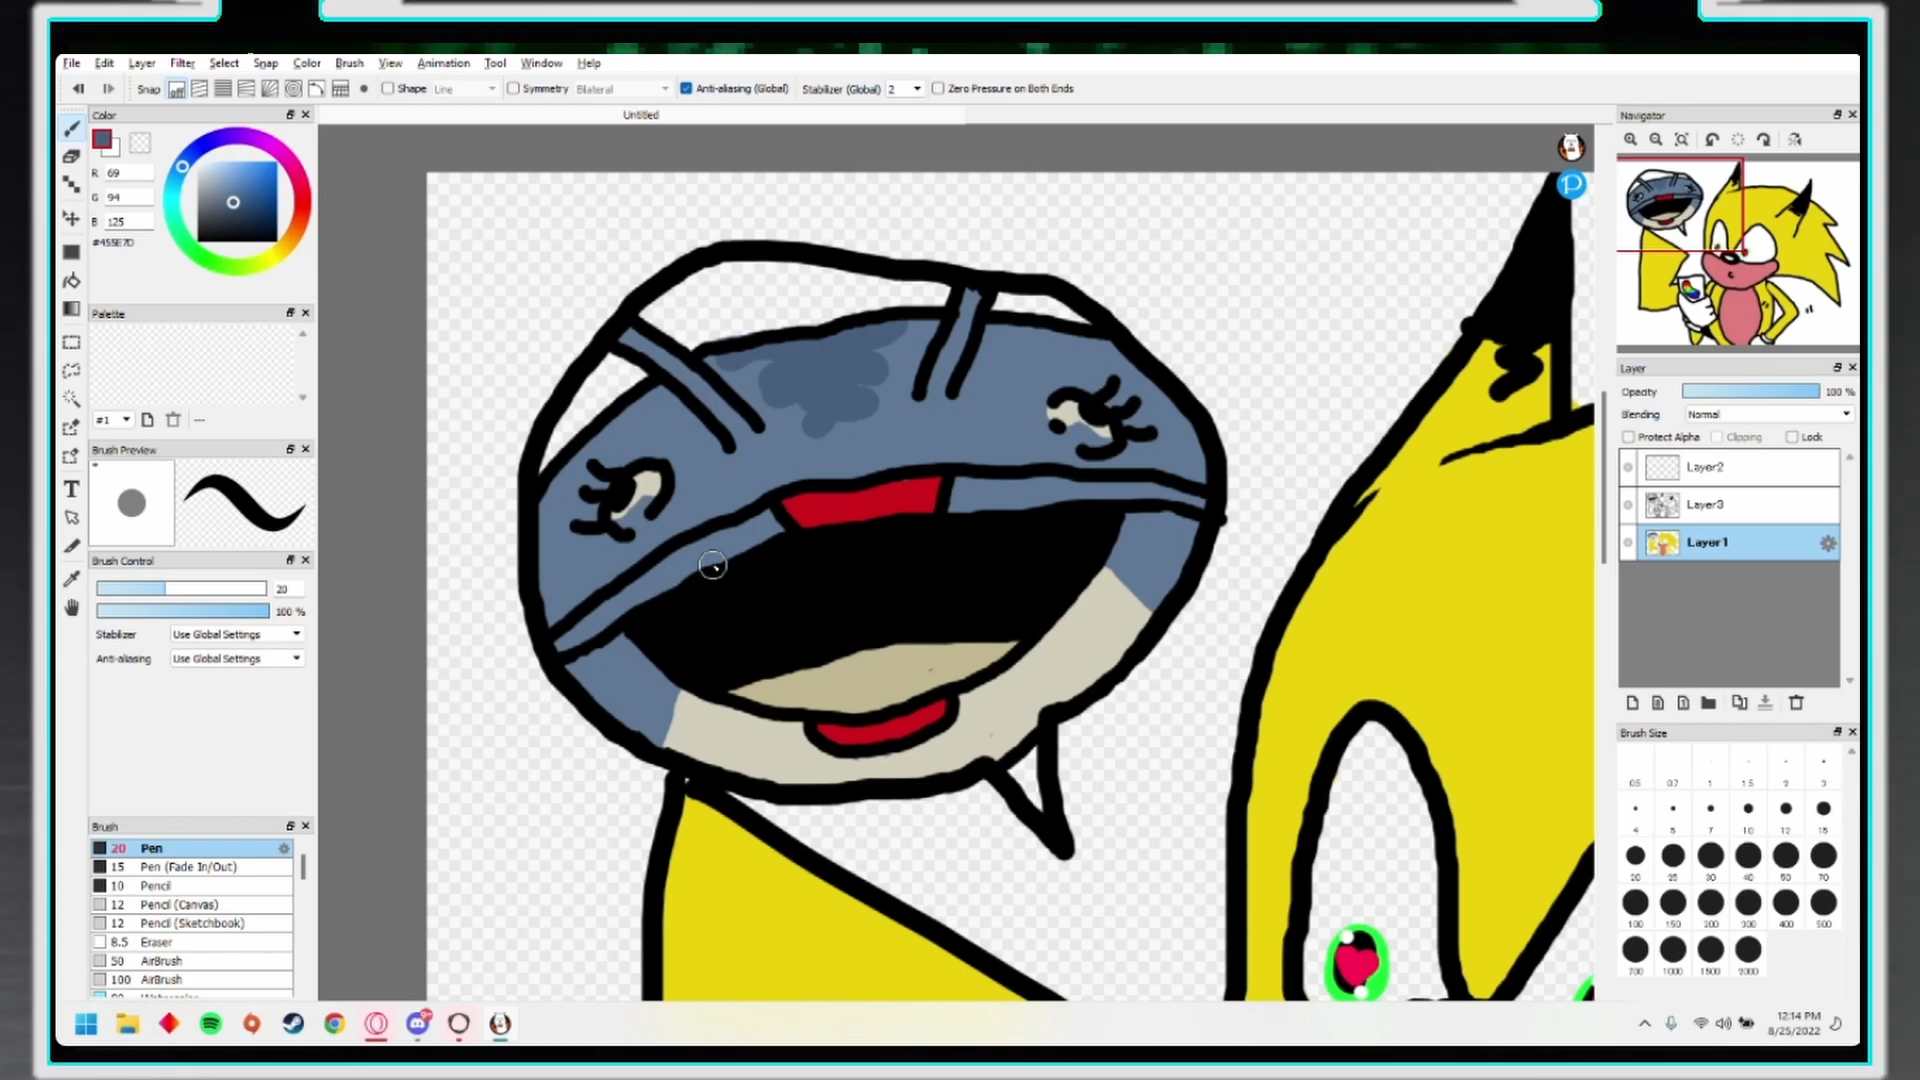 File Edit Layer Filter Select Snap Color Brush View Animation Tool Window Help
Snap off Shape Line Symmetry Bilateral Anti-aliasing (Global) Stabilizer (Global) 2 Zero Pressure on Both Ends
Color
Untitled
Navigator
R 69
G 94
B 125
#455E7D
Palette
#1
Brush Preview
Brush Control
20
100 %
Stabilizer Use Global Settings
Anti-aliasing Use Global Settings
Brush
20 Pen
15 Pen (Fade In/Out)
10 Pencil
12 Pencil (Canvas)
12 Pencil (Sketchbook)
8.5 Eraser
50 AirBrush
100 AirBrush
P
Layer
Opacity 100 %
Blending Normal
Protect Alpha Clipping Lock
Layer2
Layer3
Layer1
Brush Size
0.5 0.7 1 1.5 2 3
4 5 7 10 12 15
20 25 30 40 50 70
100 150 200 300 400 500
700 1000 1500 2000
12:14 PM
8/25/2022